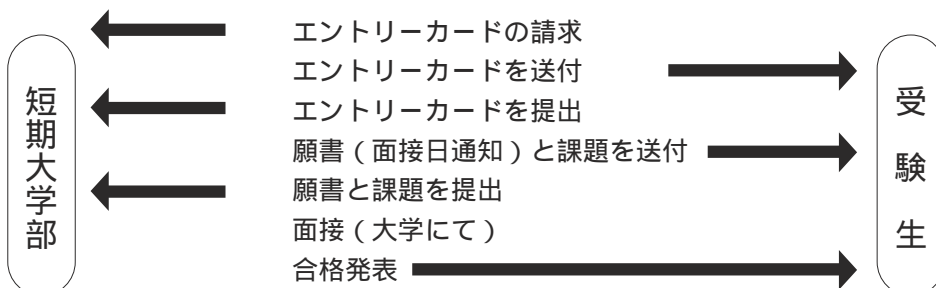 短期大学部
エントリーカードの請求
エントリーカードを送付
エントリーカードを提出
願書（面接日通知）と課題を送付
願書と課題を提出
面接（大学にて）
合格発表
受験生